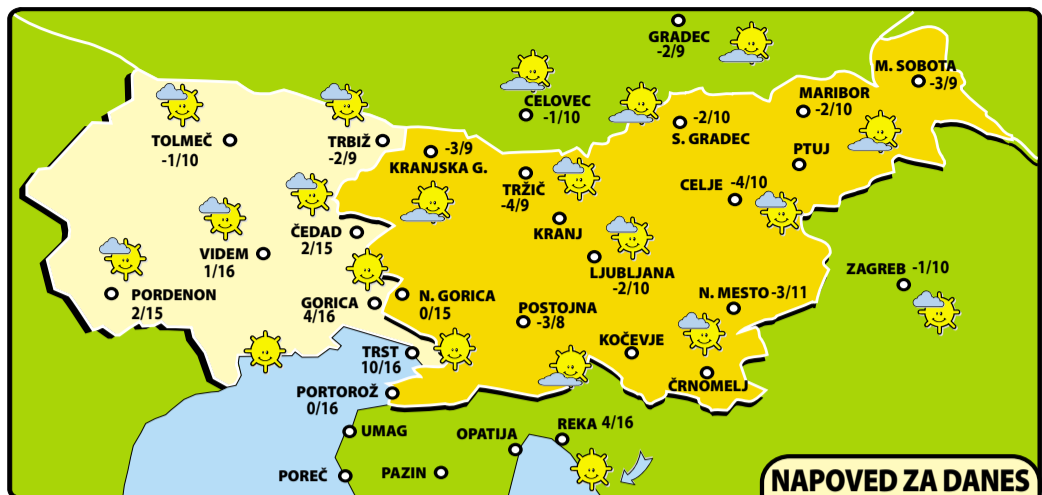 GRADEC
-2/9
M. SOBOTA
-3/9
CELOVEC
-1/10
MARIBOR
-2/10
-2/10
S. GRADEC
TOLMEČ
-1/10
TRBIŽ
-2/9
-3/9
KRANJSKA G.
PTUJ
TRŽIČ
-4/9
CELJE -4/10
KRANJ
ČEDAD
2/15
VIDEM
1/16
LJUBLJANA
-2/10
ZAGREB -1/10
PORDENON
2/15
GORICA
4/16
N. GORICA
0/15
POSTOJNA
-3/8
N. MESTO -3/11
KOČEVJE
TRST
10/16
ČRNOMELJ
PORTOROŽ
0/16
UMAG
OPATIJA
REKA 4/16
POREČ
PAZIN
NAPOVED ZA DANES